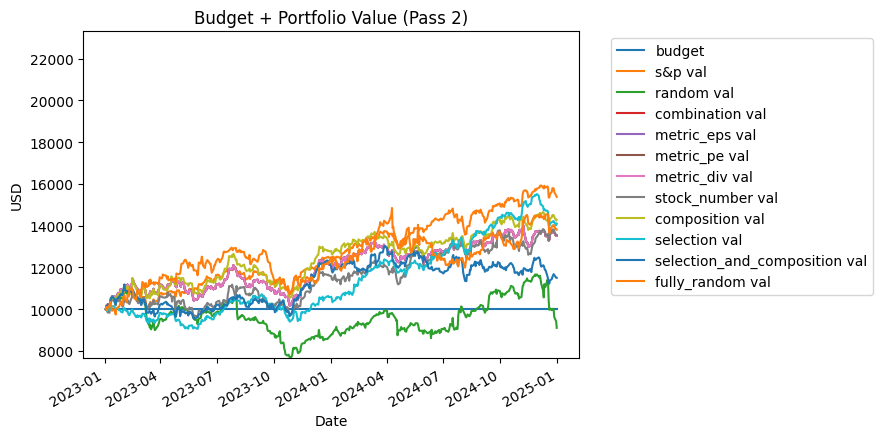 Budget + Portfolio Value (Pass 2)
22000
20000
18000
16000
14000
12000
10000
8000
USD
2023-01
2023-04
2023-07
2023-10
2024-01
2024-04
2024-07
2024-10
2025-01
Date
budget
s&p val
random val
combination val
metric_eps val
metric_pe val
metric_div val
stock_number val
composition val
selection val
selection_and_composition val
fully_random val